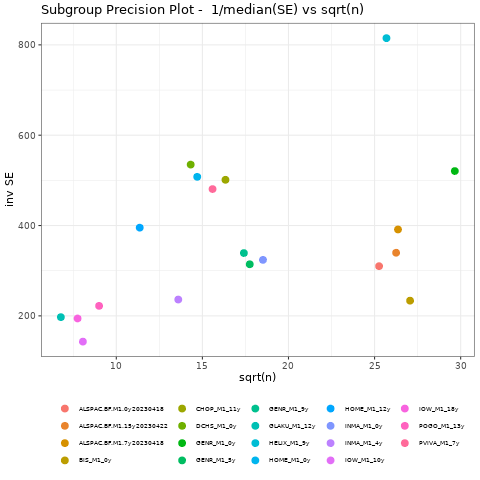 Subgroup Precision Plot -  1/median(SE) vs sqrt(n)
800
600
400
200
inv SE
10 15 20 25 30
sqrt(n)
ALSPAC.BF.M1.0y20230418 CHOP_M1_11y GENR_M1_9y HOME_M1_12y IOW_M1_18y
ALSPAC.BF.M1.15y20230422 DCHS_M1_0y GLAKU_M1_12y INMA_M1_0y POGO_M1_13y
ALSPAC.BF.M1.7y20230418 GENR_M1_0y HELIX_M1_9y INMA_M1_4y PVIVA_M1_7y
BIS_M1_0y GENR_M1_5y HOME_M1_0y IOW_M1_10y